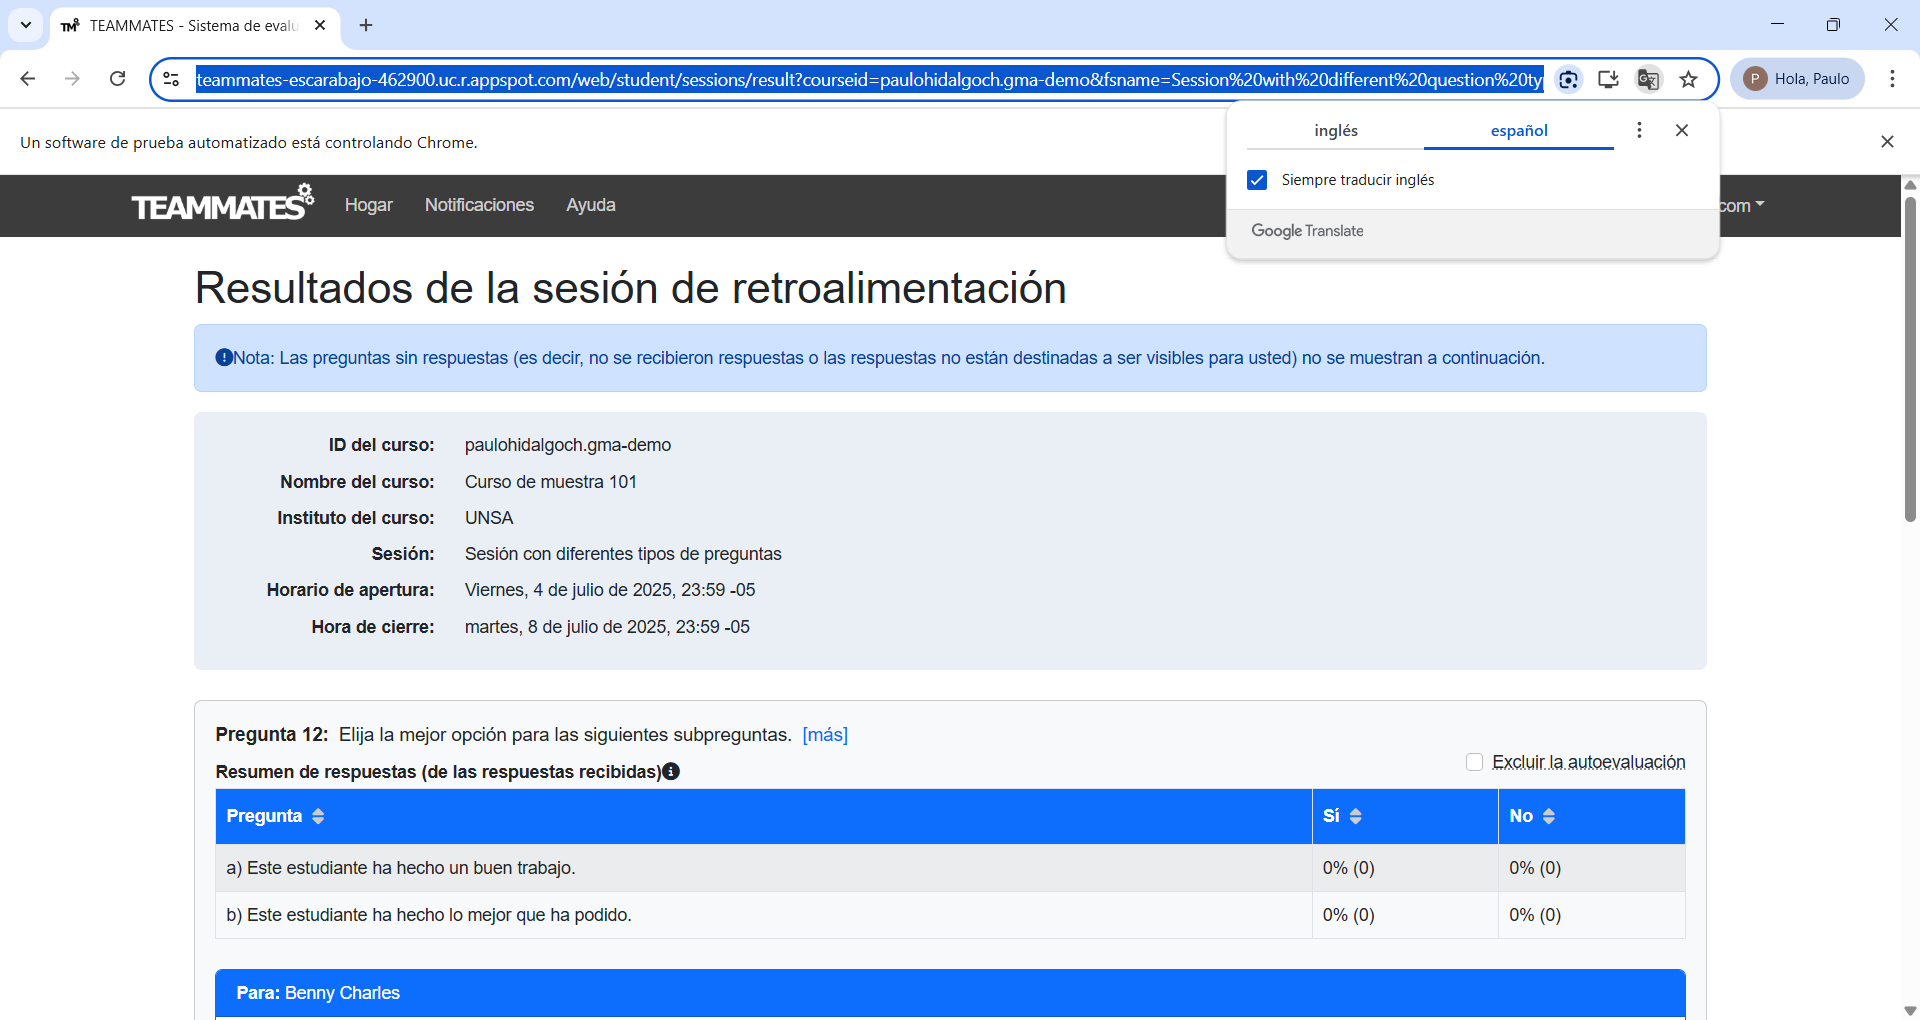 TEAMMATES - Sistema de evalu
teammates-escarabajo-462900.uc.r.appspot.com/web/student/sessions/result?courseid=paulohidalgoch.gma-demo&fsname=Session%20with%20different%20question%20ty
Hola, Paulo
Un software de prueba automatizado está controlando Chrome.
inglés español
Siempre traducir inglés
Google Translate
TEAMMATES Hogar Notificaciones Ayuda com
Resultados de la sesión de retroalimentación
Nota: Las preguntas sin respuestas (es decir, no se recibieron respuestas o las respuestas no están destinadas a ser visibles para usted) no se muestran a continuación.
ID del curso: paulohidalgoch.gma-demo
Nombre del curso: Curso de muestra 101
Instituto del curso: UNSA
Sesión: Sesión con diferentes tipos de preguntas
Horario de apertura: Viernes, 4 de julio de 2025, 23:59 -05
Hora de cierre: martes, 8 de julio de 2025, 23:59 -05
Pregunta 12: Elija la mejor opción para las siguientes subpreguntas. [más]
Resumen de respuestas (de las respuestas recibidas)
Excluir la autoevaluación
Pregunta Sí No
a) Este estudiante ha hecho un buen trabajo. 0% (0) 0% (0)
b) Este estudiante ha hecho lo mejor que ha podido. 0% (0) 0% (0)
Para: Benny Charles